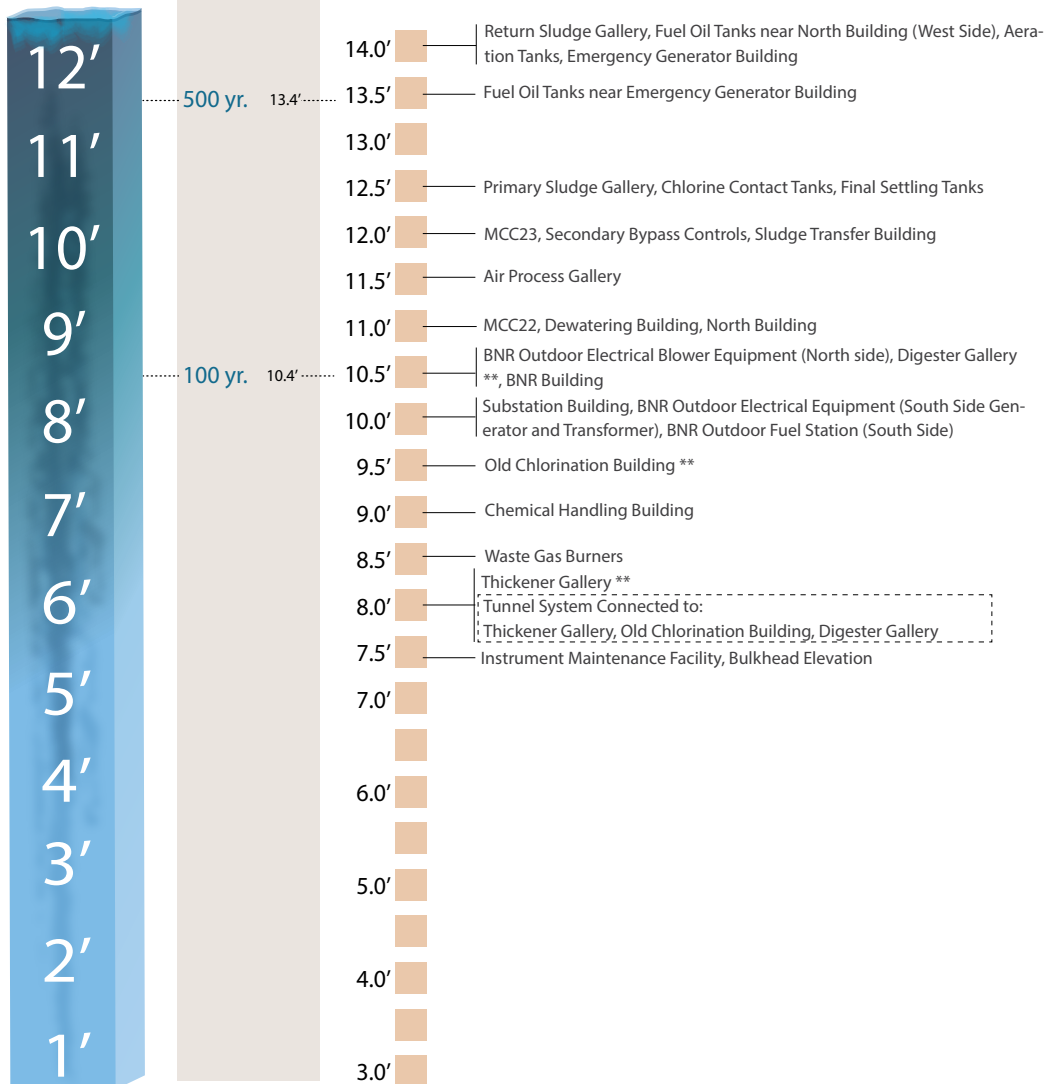 12′
11′
10′
9′
8′
7′
6′
5′
4′
3′
2′
1′
500 yr. 13.4′
100 yr. 10.4′
14.0′ Return Sludge Gallery, Fuel Oil Tanks near North Building (West Side), Aera-
tion Tanks, Emergency Generator Building
13.5′ Fuel Oil Tanks near Emergency Generator Building
13.0′
12.5′ Primary Sludge Gallery, Chlorine Contact Tanks, Final Settling Tanks
12.0′ MCC23, Secondary Bypass Controls, Sludge Transfer Building
11.5′ Air Process Gallery
11.0′ MCC22, Dewatering Building, North Building
10.5′ BNR Outdoor Electrical Blower Equipment (North side), Digester Gallery
**, BNR Building
10.0′ Substation Building, BNR Outdoor Electrical Equipment (South Side Gen-
erator and Transformer), BNR Outdoor Fuel Station (South Side)
9.5′ Old Chlorination Building **
9.0′ Chemical Handling Building
8.5′ Waste Gas Burners
Thickener Gallery **
8.0′ Tunnel System Connected to:
Thickener Gallery, Old Chlorination Building, Digester Gallery
7.5′ Instrument Maintenance Facility, Bulkhead Elevation
7.0′
6.0′
5.0′
4.0′
3.0′